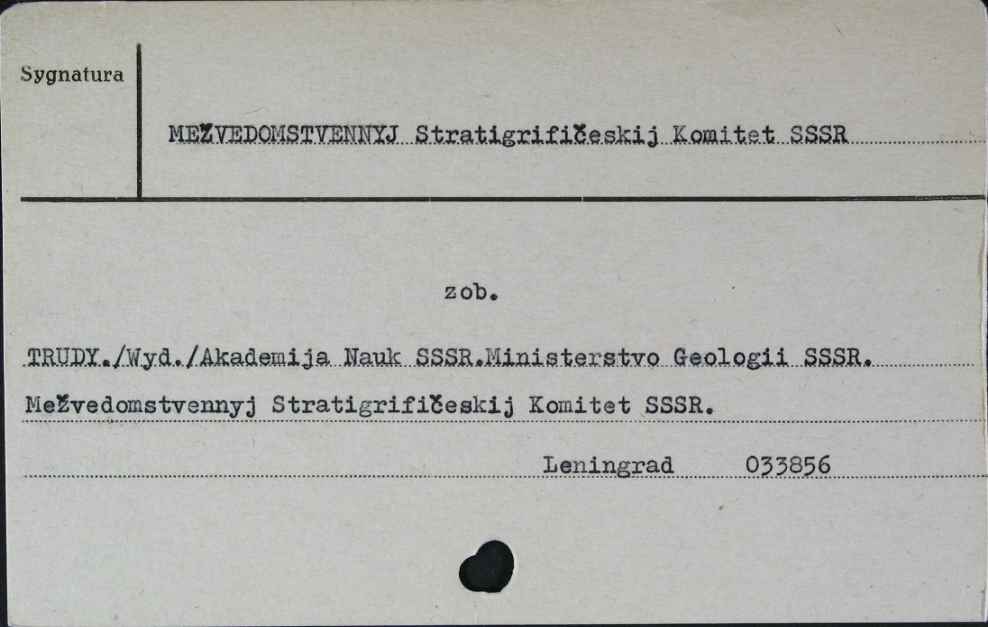 Sygnatura
MEŽVEDOMSTVENNYJ Stratigrifičeskij Komitet SSSR
zob.
TRUDY./Wyd./Akademija Nauk SSSR.Ministerstvo Geologii SSSR.
Mežvedomstvennyj Stratigrifičeskij Komitet SSSR.
Leningrad 033856